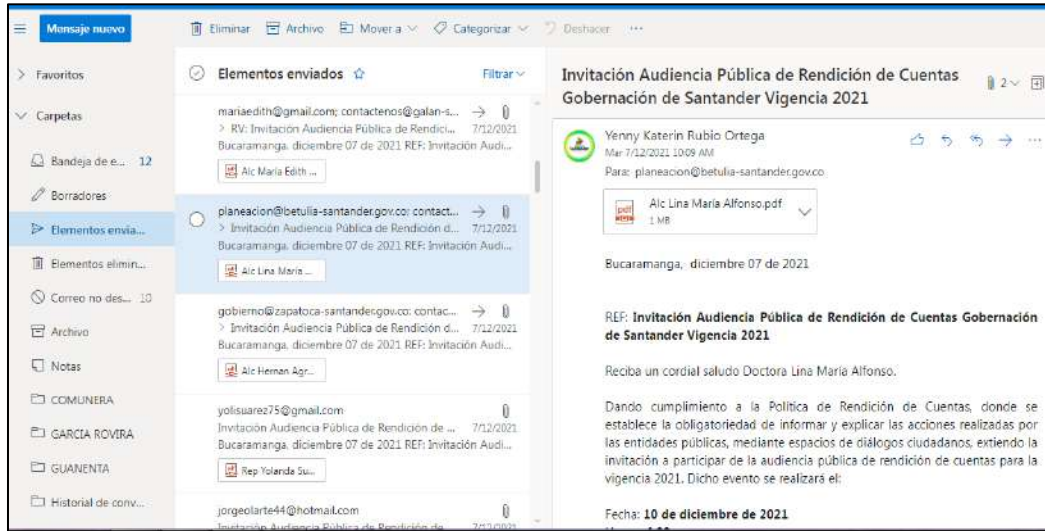 Mensaje nuevo
Eliminar
Archivo
Mover a
Categorizar
Deshacer
Favoritos
Carpetas
Bandeja de e... 12
Borradores
Elementos envia...
Elementos elimin...
Correo no des... 10
Archivo
Notas
COMUNERA
GARCIA ROVIRA
GUANENTA
Historial de conv...
Elementos enviados
Filtrar
mariaedith@gmail.com; contactenos@galan-s...
> RV: Invitación Audiencia Pública de Rendici... 7/12/2021
Bucaramanga. diciembre 07 de 2021 REF: Invitación Audi...
Alc Maria Edith ...
planeacion@betulia-santander.gov.co; contact...
> Invitación Audiencia Pública de Rendición d... 7/12/2021
Bucaramanga. diciembre 07 de 2021 REF: Invitación Audi...
Alc Lina María ...
gobierno@zapatoca-santander.gov.co; contac...
> Invitación Audiencia Pública de Rendición d... 7/12/2021
Bucaramanga. diciembre 07 de 2021 REF: Invitación Audi...
Alc Hernan Agr...
yolisuarez75@gmail.com
Invitación Audiencia Pública de Rendición de ... 7/12/2021
Bucaramanga. diciembre 07 de 2021 REF: Invitación Audi...
Rep Yolanda Su...
jorgeolarte44@hotmail.com
Invitación Audiencia Pública de Rendición de 7/12/2021
Invitación Audiencia Pública de Rendición de Cuentas
Gobernación de Santander Vigencia 2021
2
Yenny Katerin Rubio Ortega
Mar 7/12/2021 10:09 AM
Para: planeacion@betulia-santander.gov.co
pdf
Alc Lina María Alfonso.pdf
1 MB
Bucaramanga, diciembre 07 de 2021
REF: Invitación Audiencia Pública de Rendición de Cuentas Gobernación
de Santander Vigencia 2021
Reciba un cordial saludo Doctora Lina María Alfonso.
Dando cumplimiento a la Política de Rendición de Cuentas, donde se
establece la obligatoriedad de informar y explicar las acciones realizadas por
las entidades públicas, mediante espacios de diálogos ciudadanos, extiendo la
invitación a participar de la audiencia pública de rendición de cuentas para la
vigencia 2021. Dicho evento se realizará el:
Fecha: 10 de diciembre de 2021